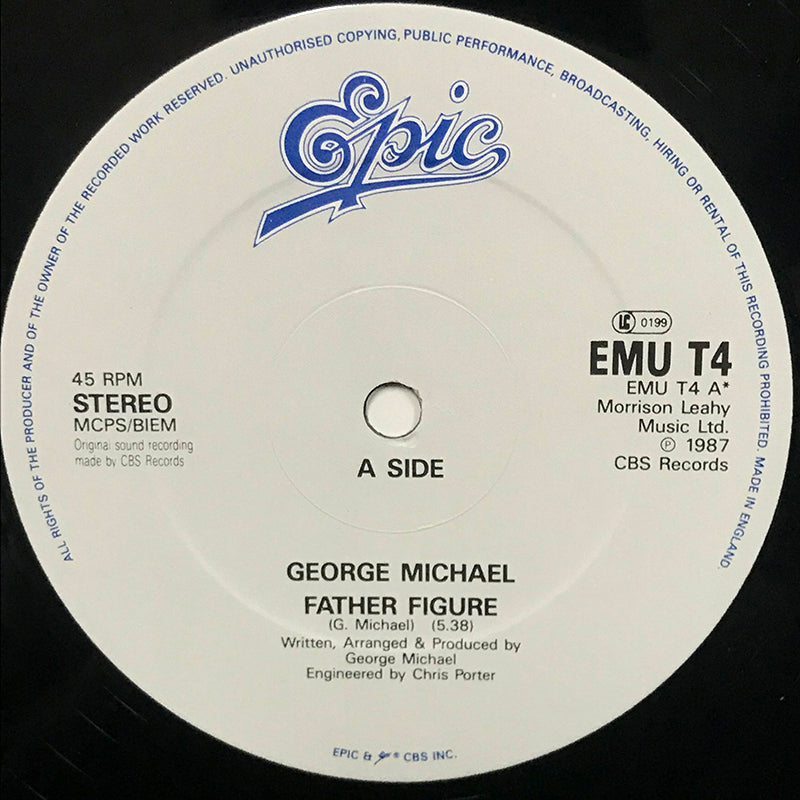 ALL RIGHTS OF THE PRODUCER AND OF THE OWNER OF THE RECORDED WORK RESERVED. UNAUTHORISED COPYING, PUBLIC PERFORMANCE, BROADCASTING, HIRING OR RENTAL OF THIS RECORDING PROHIBITED. MADE IN ENGLAND.
Epic
45 RPM
STEREO
MCPS/BIEM
Original sound recording
made by CBS Records
LC 0199
EMU T4
EMU T4 A*
Morrison Leahy
Music Ltd.
℗ 1987
CBS Records
A SIDE
GEORGE MICHAEL
FATHER FIGURE
(G. Michael) (5.38)
Written, Arranged & Produced by
George Michael
Engineered by Chris Porter
EPIC & Epic ® CBS INC.